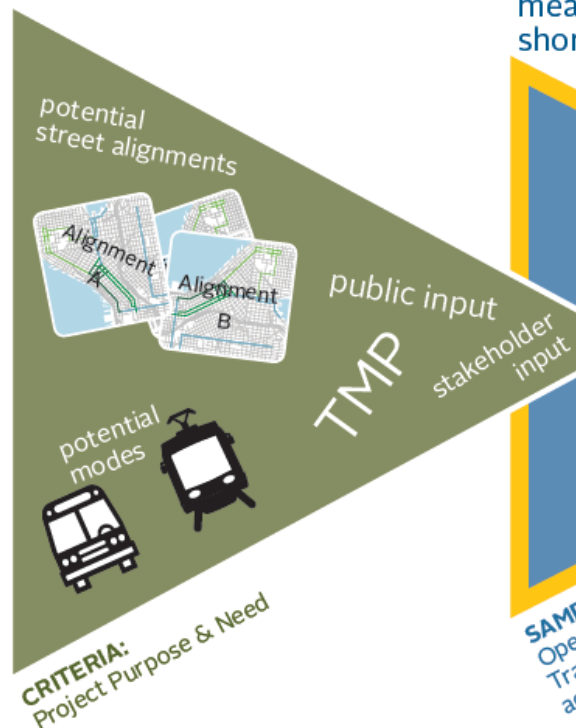 potential
street alignments
Alignment
A
Alignment
B
public input
TMP
stakeholder
input
potential
modes
CRITERIA:
Project Purpose & Need